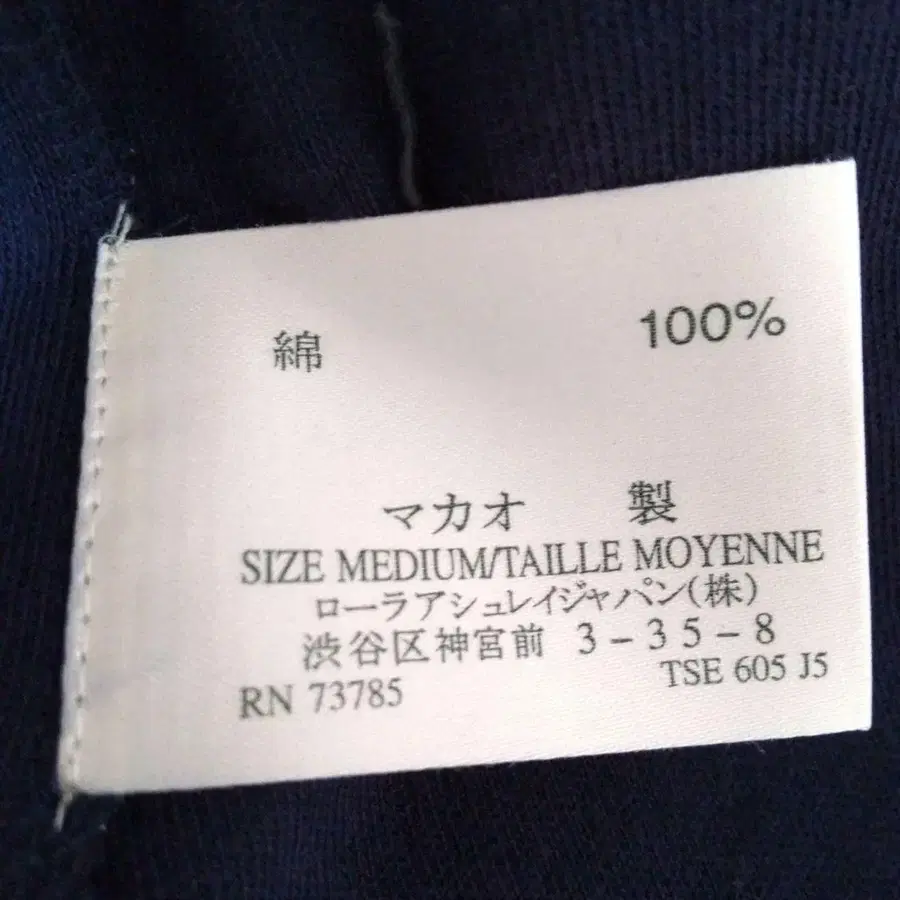 綿 100%
マカオ 製
SIZE MEDIUM/TAILLE MOYENNE
ローラアシュレイジャパン(株)
渋谷区神宮前 3-35-8
RN 73785 TSE 605 J5